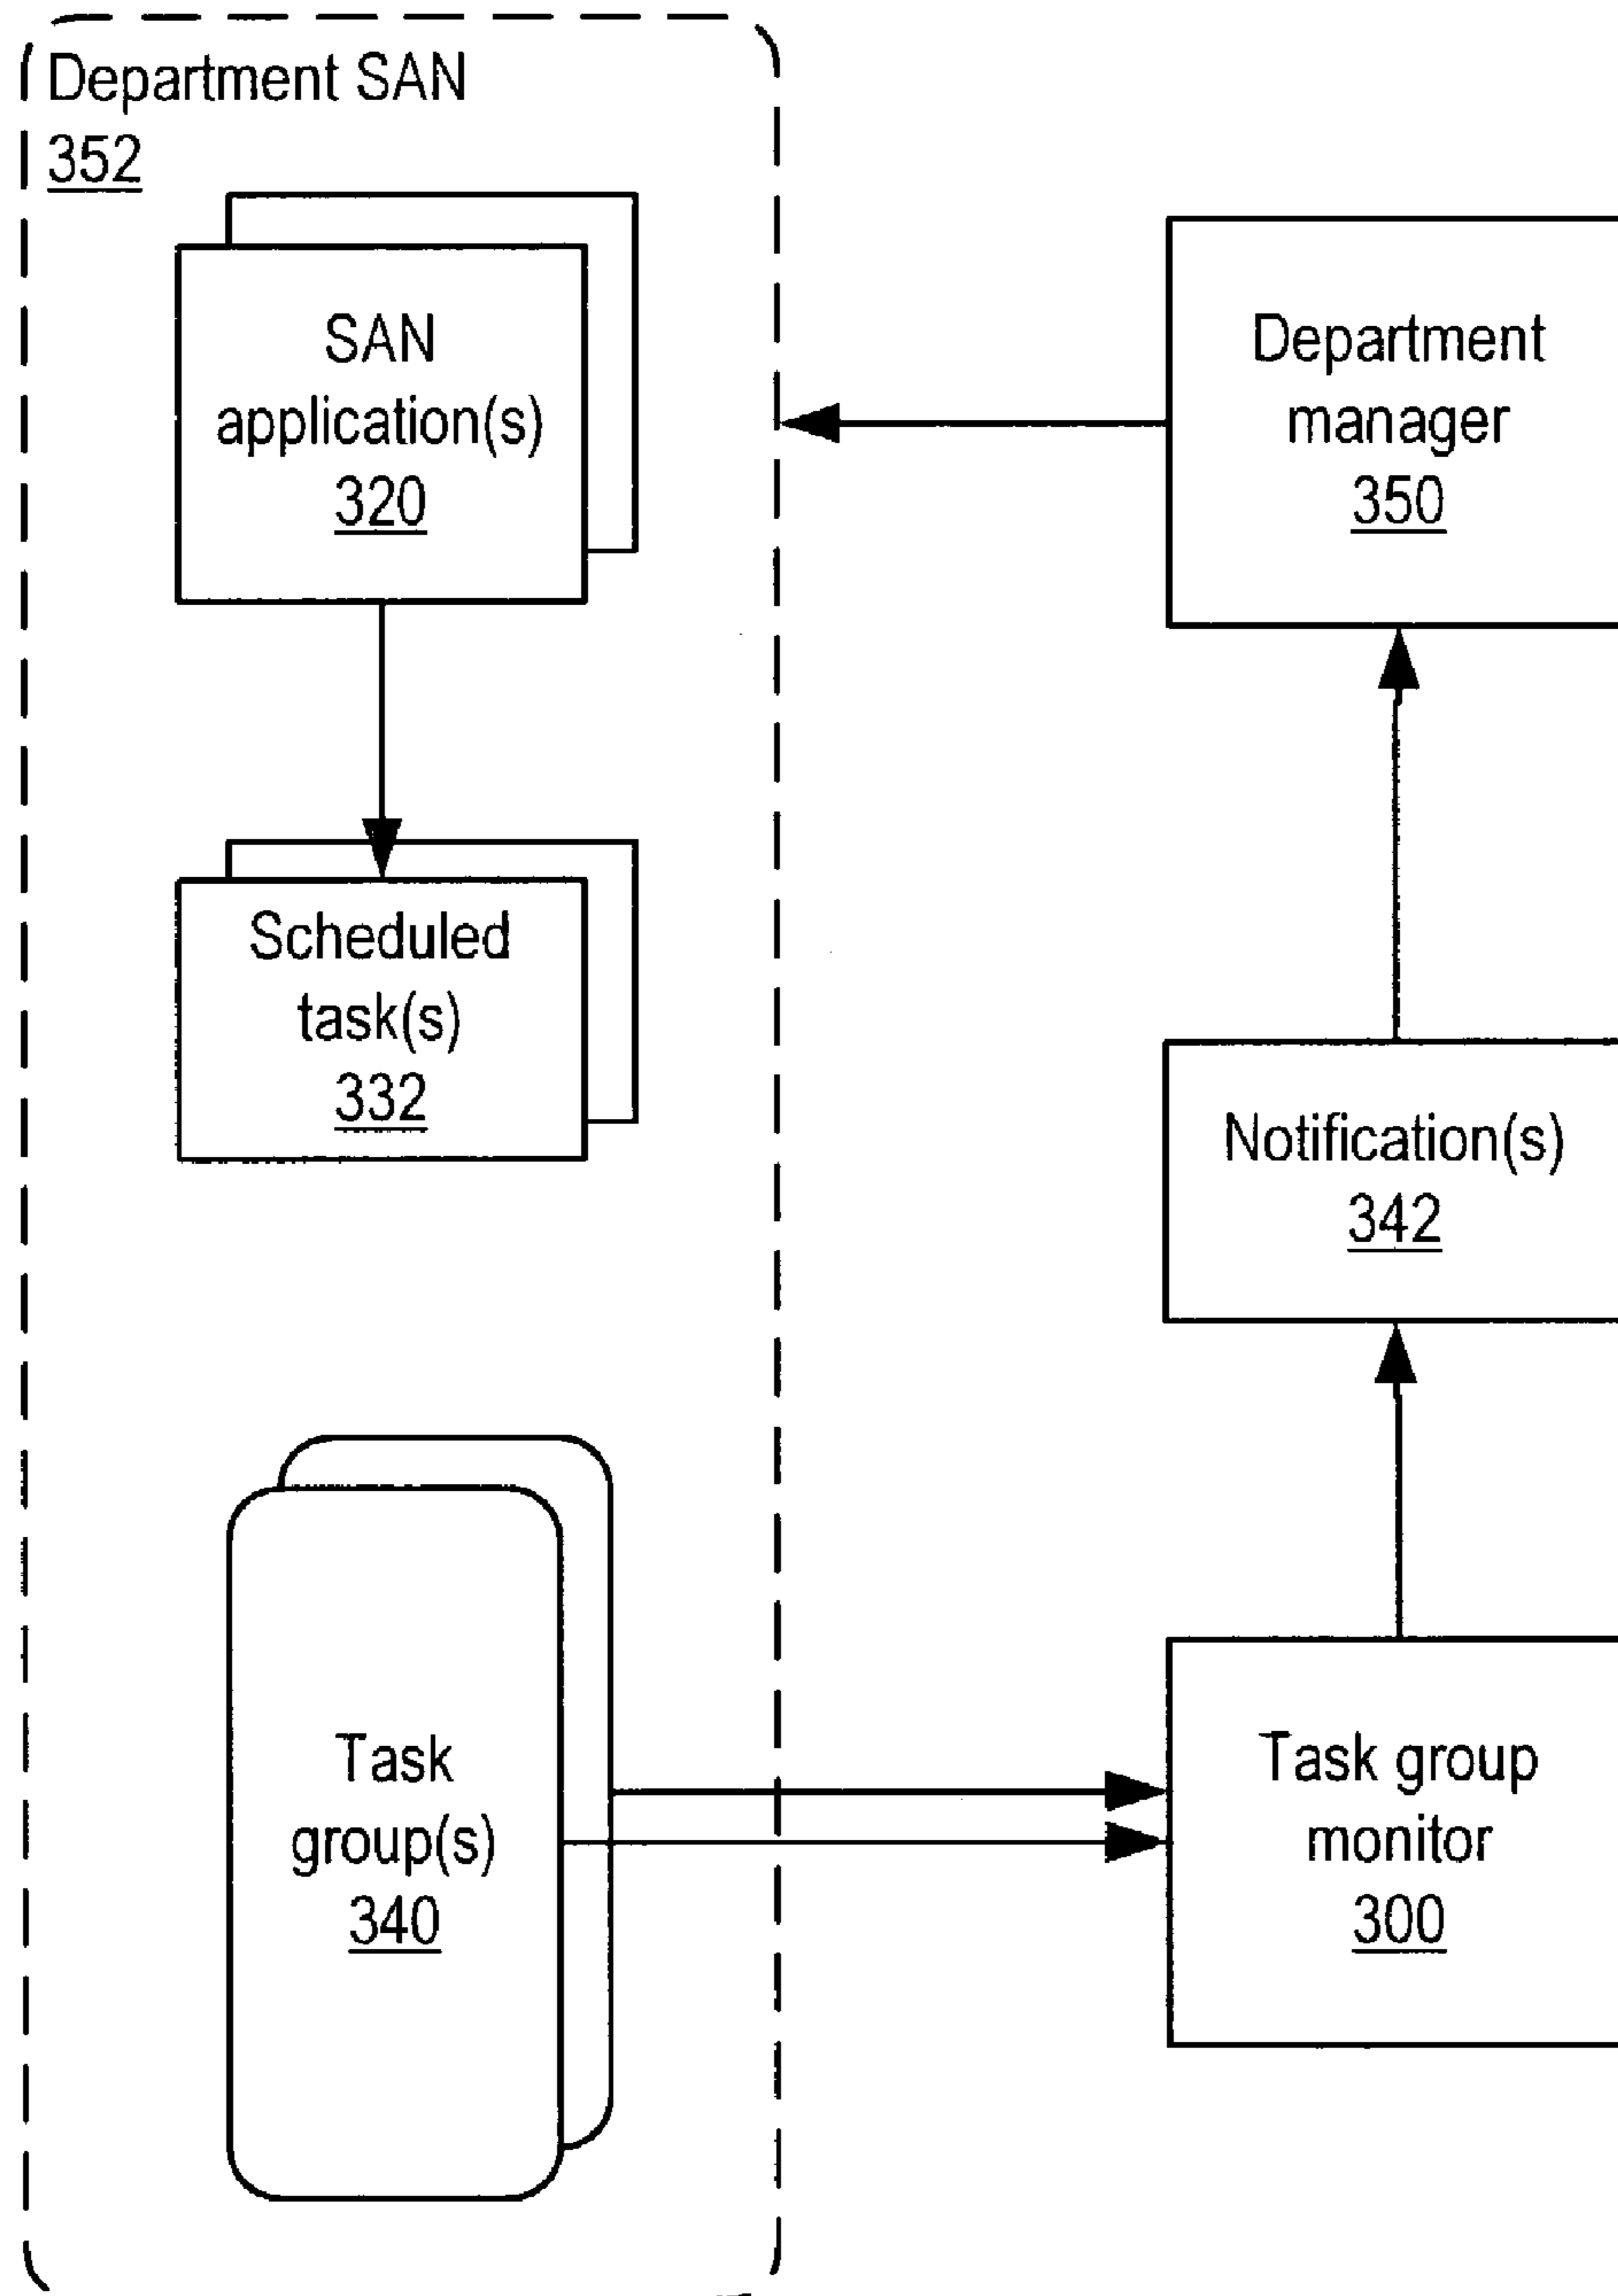 Department SAN
352
SAN
application(s)
320
Department
manager
350
Scheduled
task(s)
332
Notification(s)
342
Task
group(s)
340
Task group
monitor
300